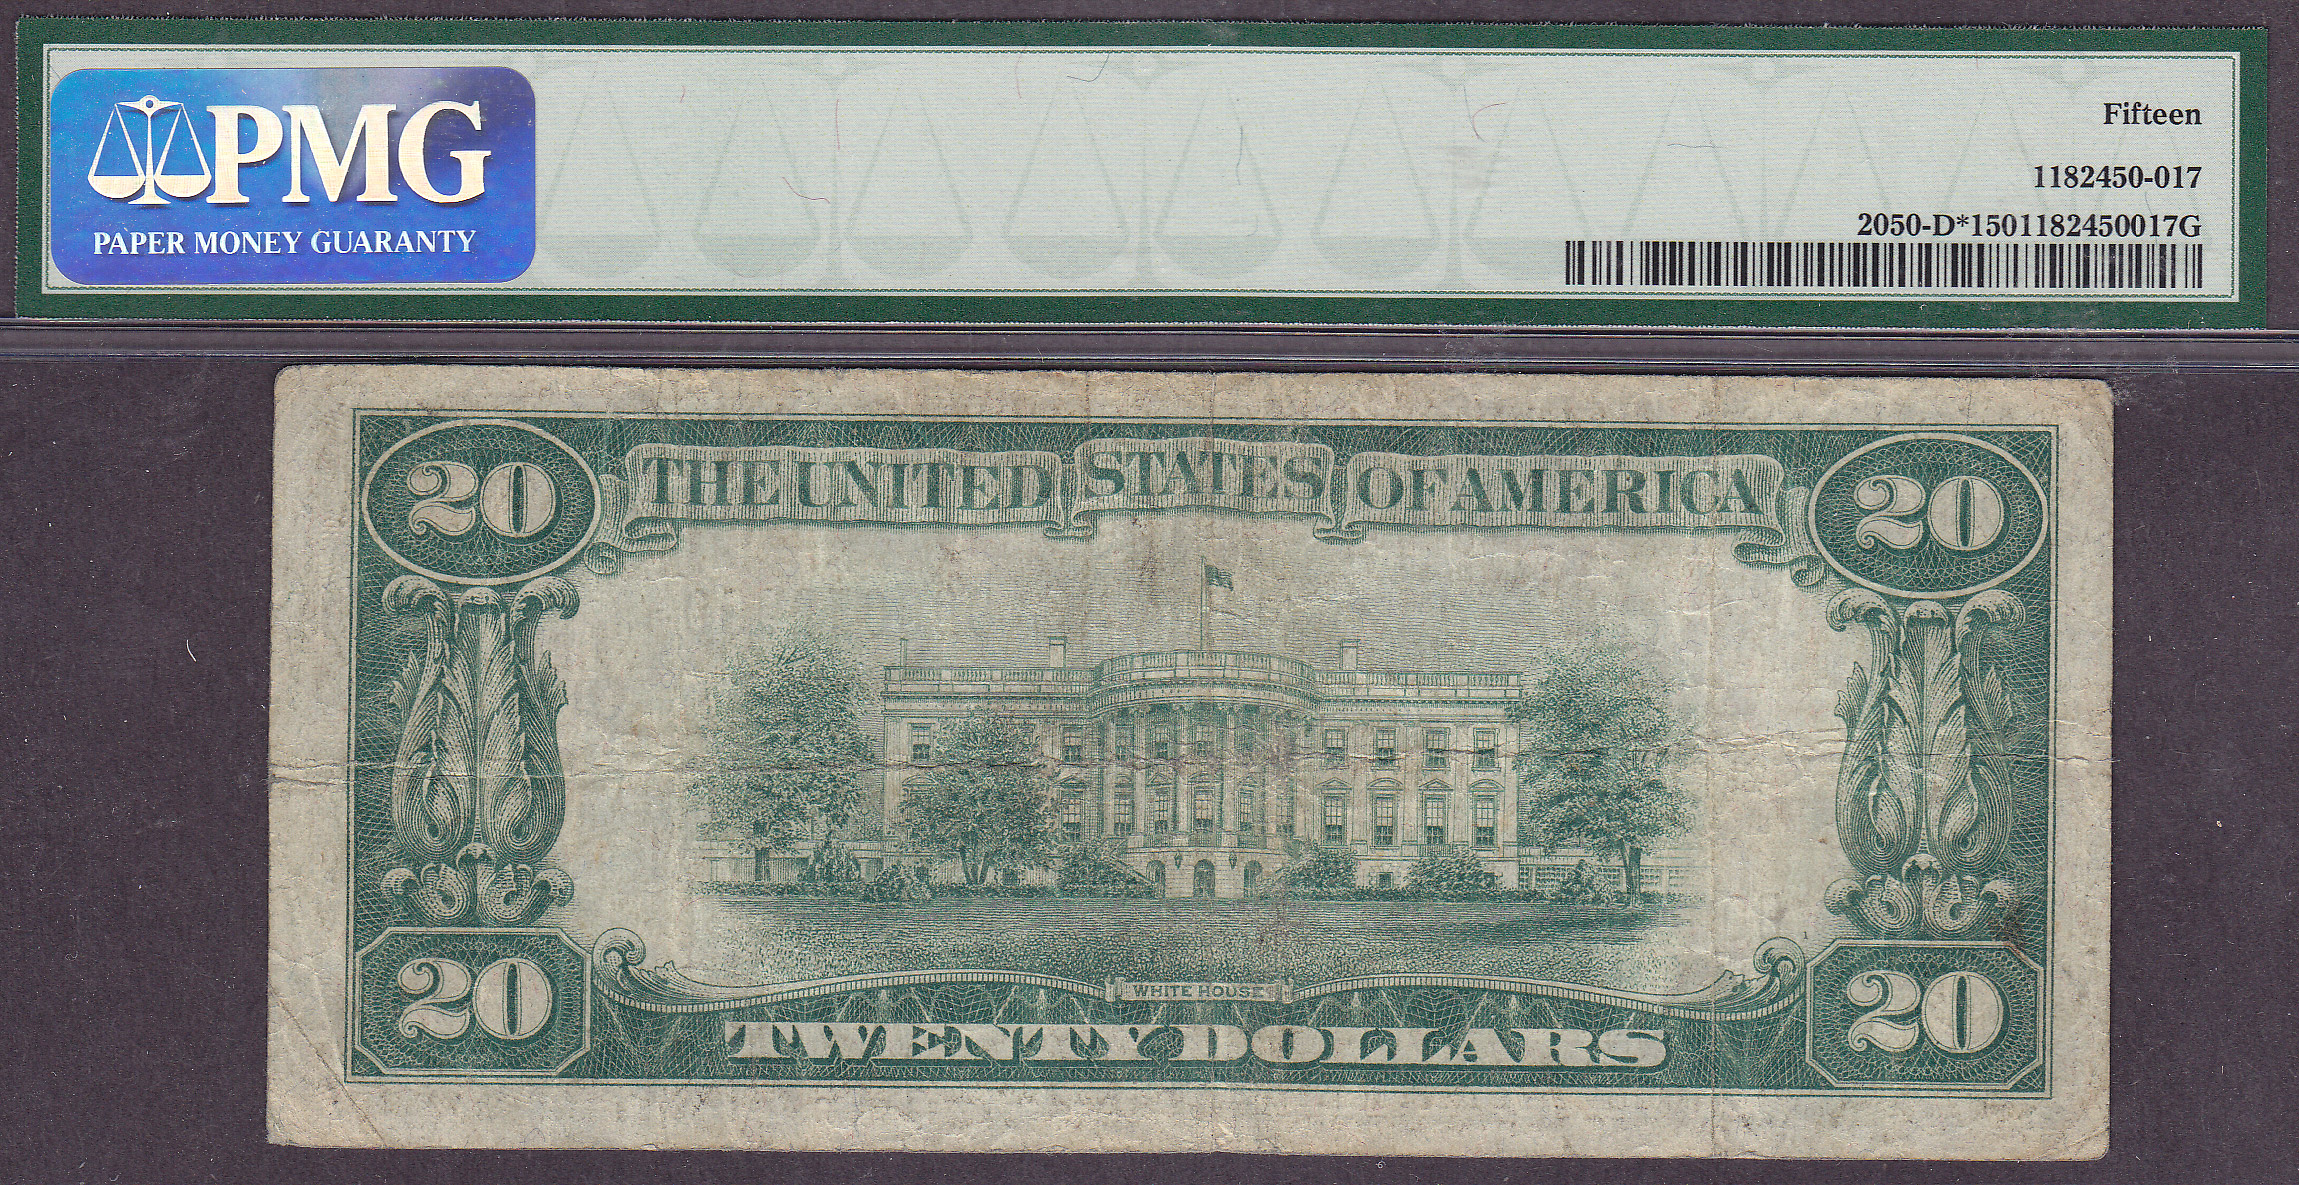 PMG
PAPER MONEY GUARANTY
Fifteen
1182450-017
2050-D*1501182450017G
20
THE UNITED STATES OF AMERICA
20
1
WHITE HOUSE
20
TWENTY DOLLARS
20